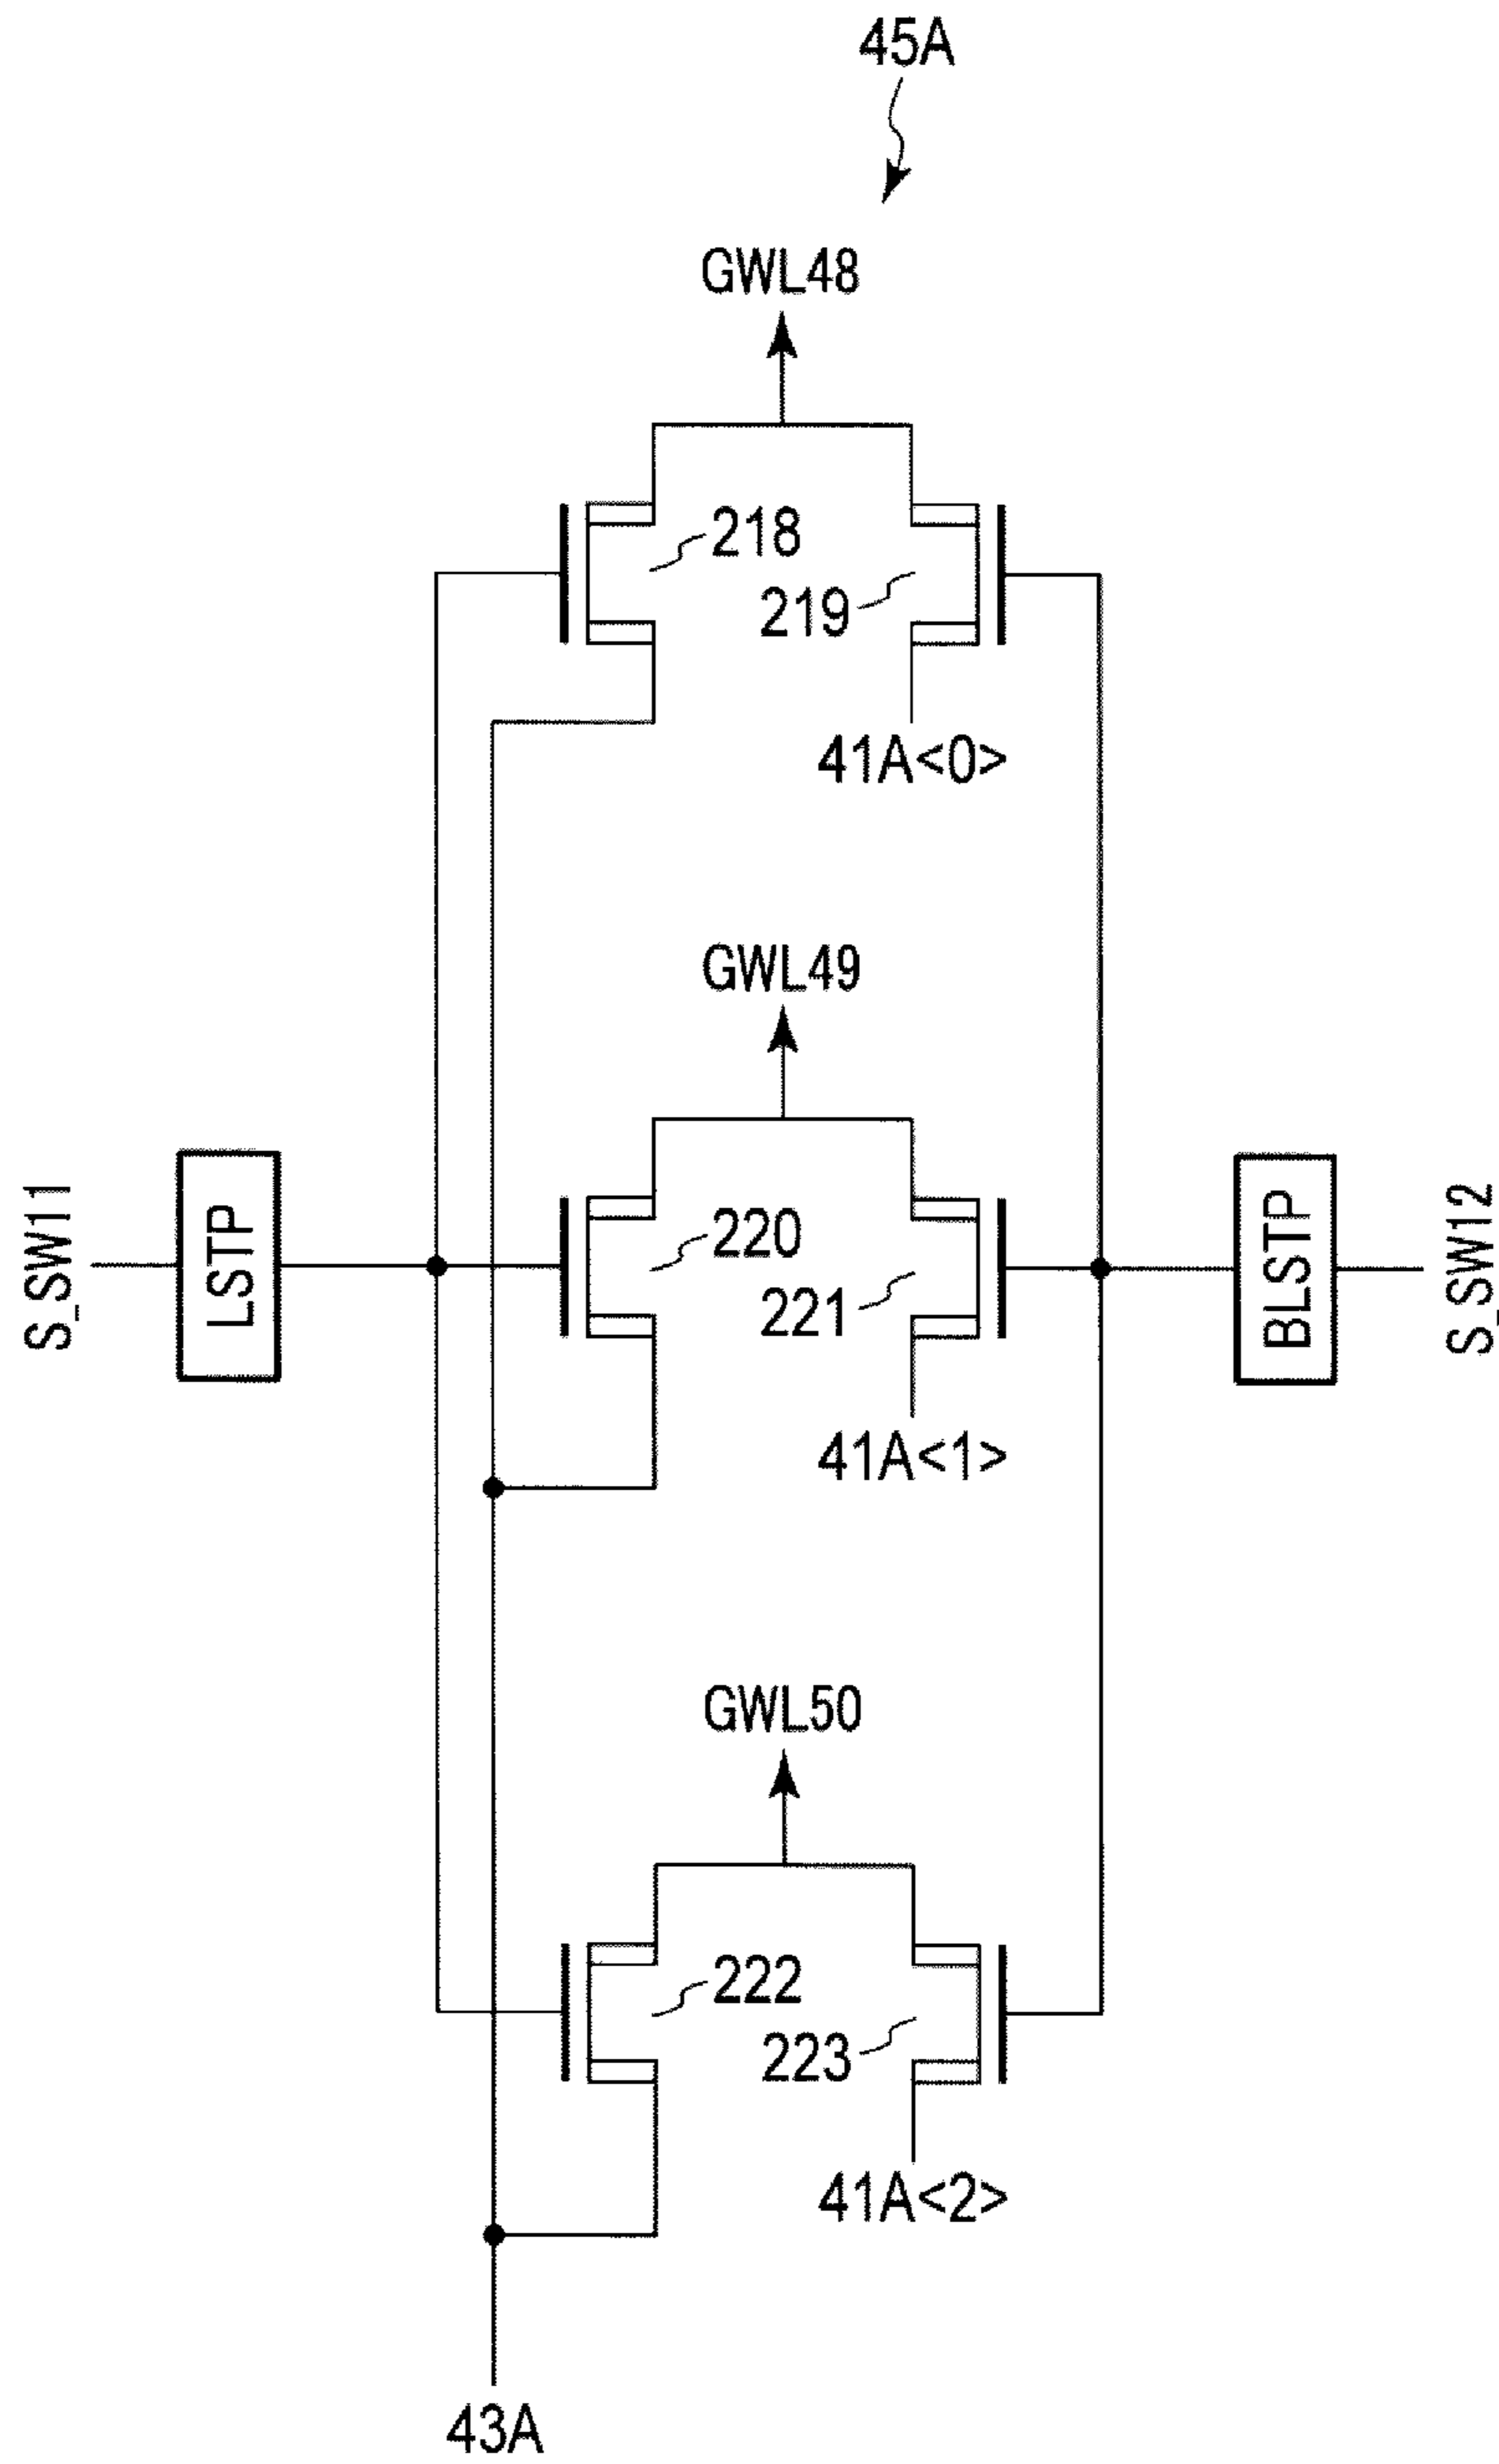 45A
GWL48
218
219
41A<0>
GWL49
S_SW11
LSTP
220
221
BLSTP
S_SW12
41A<1>
GWL50
222
223
41A<2>
43A